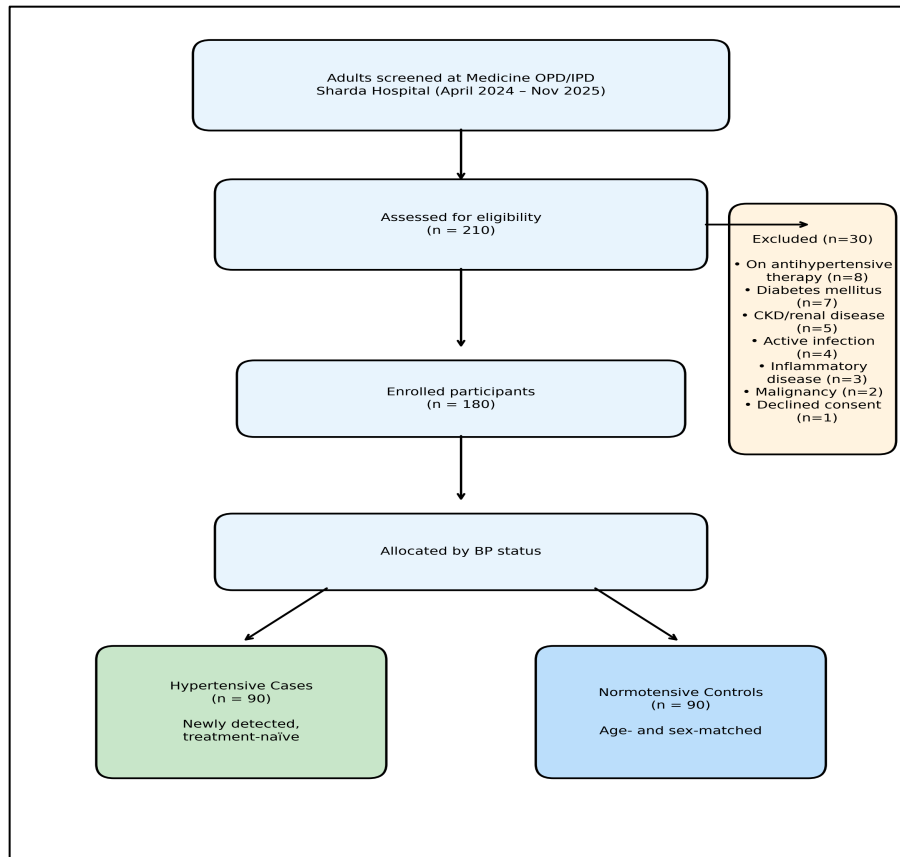 Adults screened at Medicine OPD/IPD
Sharda Hospital (April 2024 – Nov 2025)
Assessed for eligibility
(n = 210)
Excluded (n=30)
• On antihypertensive
therapy (n=8)
• Diabetes mellitus
(n=7)
• CKD/renal disease
(n=5)
• Active infection
(n=4)
• Inflammatory
disease (n=3)
• Malignancy (n=2)
• Declined consent
(n=1)
Enrolled participants
(n = 180)
Allocated by BP status
Hypertensive Cases
(n = 90)
Newly detected,
treatment-naïve
Normotensive Controls
(n = 90)
Age- and sex-matched